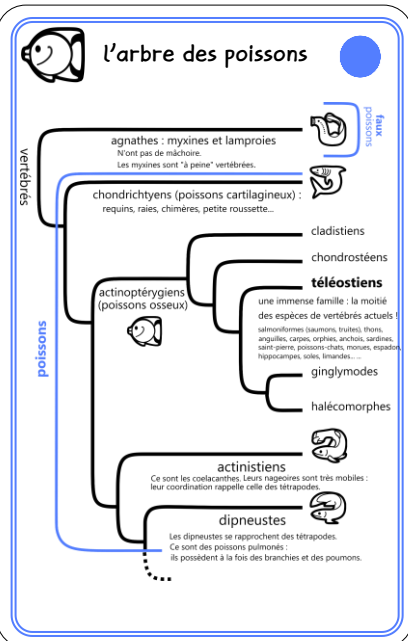 l'arbre des poissons
faux
poissons
vertébrés
agnathes : myxines et lamproies
N'ont pas de mâchoire.
Les myxines sont "à peine" vertébrées.
chondrichtyens (poissons cartilagineux) :
requins, raies, chimères, petite roussette...
cladistiens
chondrostéens
actinoptérygiens
(poissons osseux)
téléostiens
une immense famille : la moitié
des espèces de vertébrés actuels !
salmoniformes (saumons, truites), thons,
anguilles, carpes, orphies, anchois, sardines,
saint-pierre, poissons-chats, morues, espadon,
hippocampes, soles, limandes... ...
ginglymodes
halécomorphes
poissons
actinistiens
Ce sont les coelacanthes. Leurs nageoires sont très mobiles :
leur coordination rappelle celle des tétrapodes.
dipneustes
Les dipneustes se rapprochent des tétrapodes.
Ce sont des poissons pulmonés :
ils possèdent à la fois des branchies et des poumons.